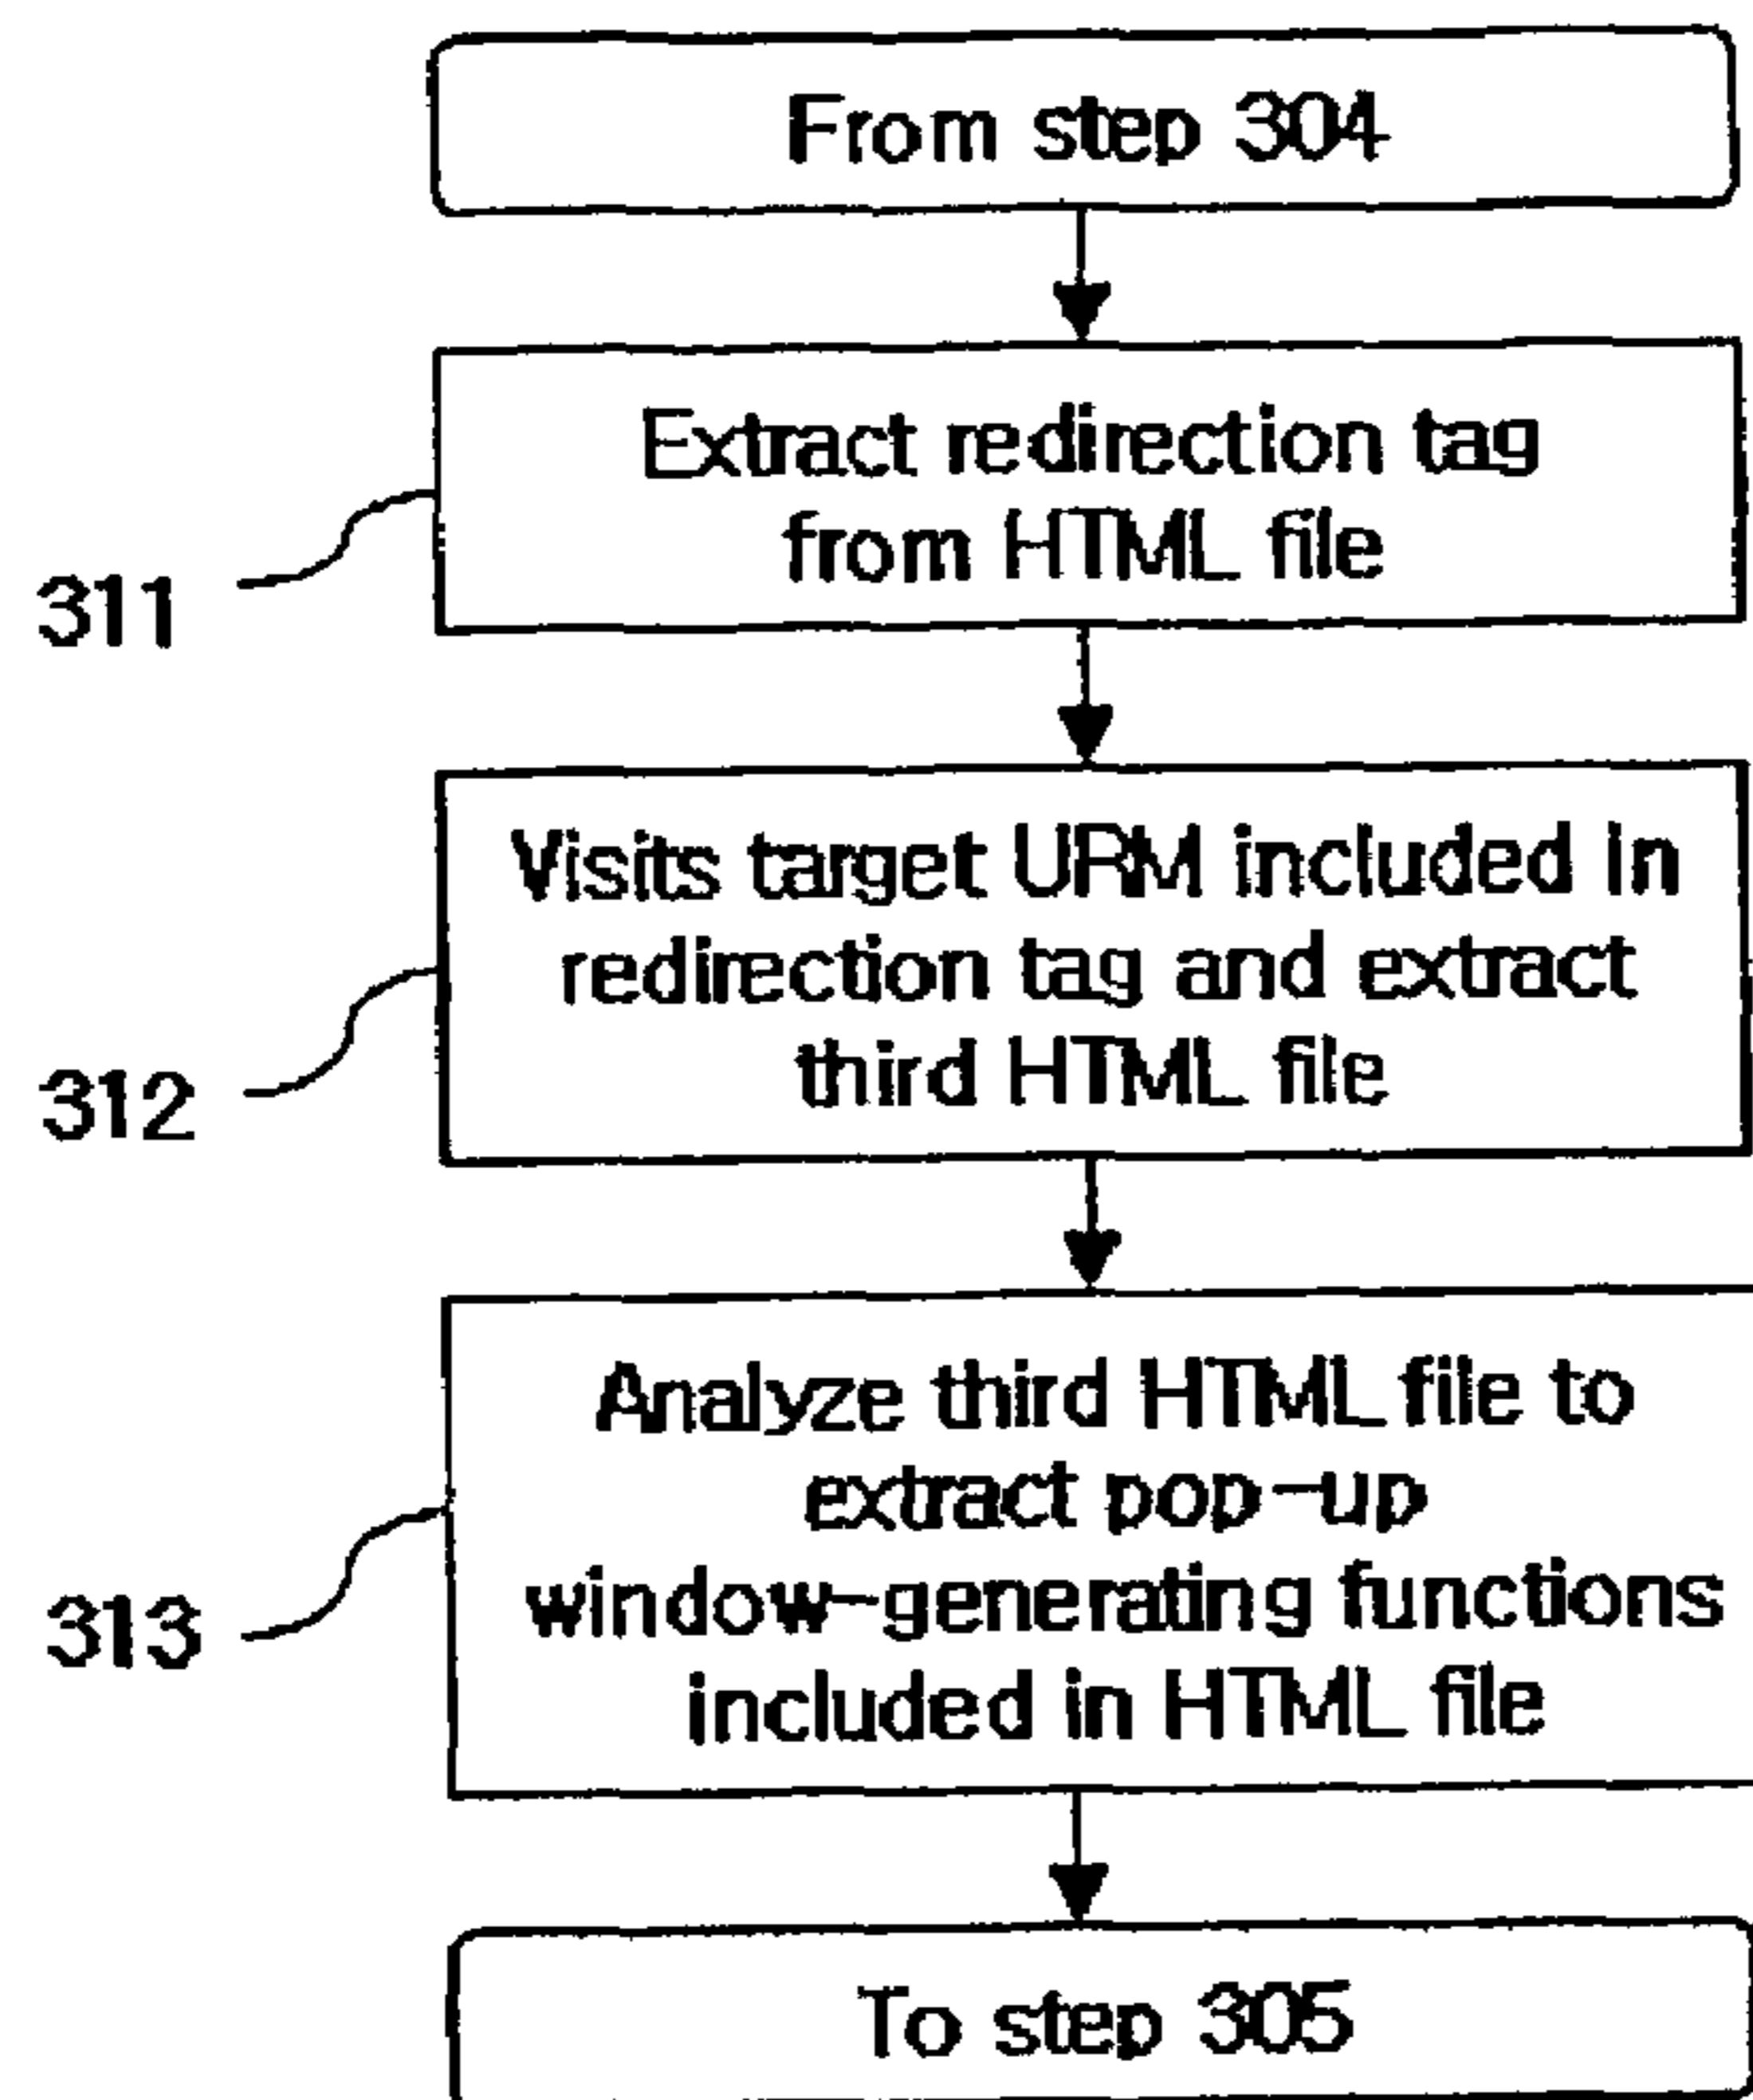 From step 304
Extract redirection tag
from HTML file
311
Visits target URM included in
redirection tag and extract
third HTML file
312
Analyze third HTML file to
extract pop-up
window-generating functions
included in HTML file
313
To step 305